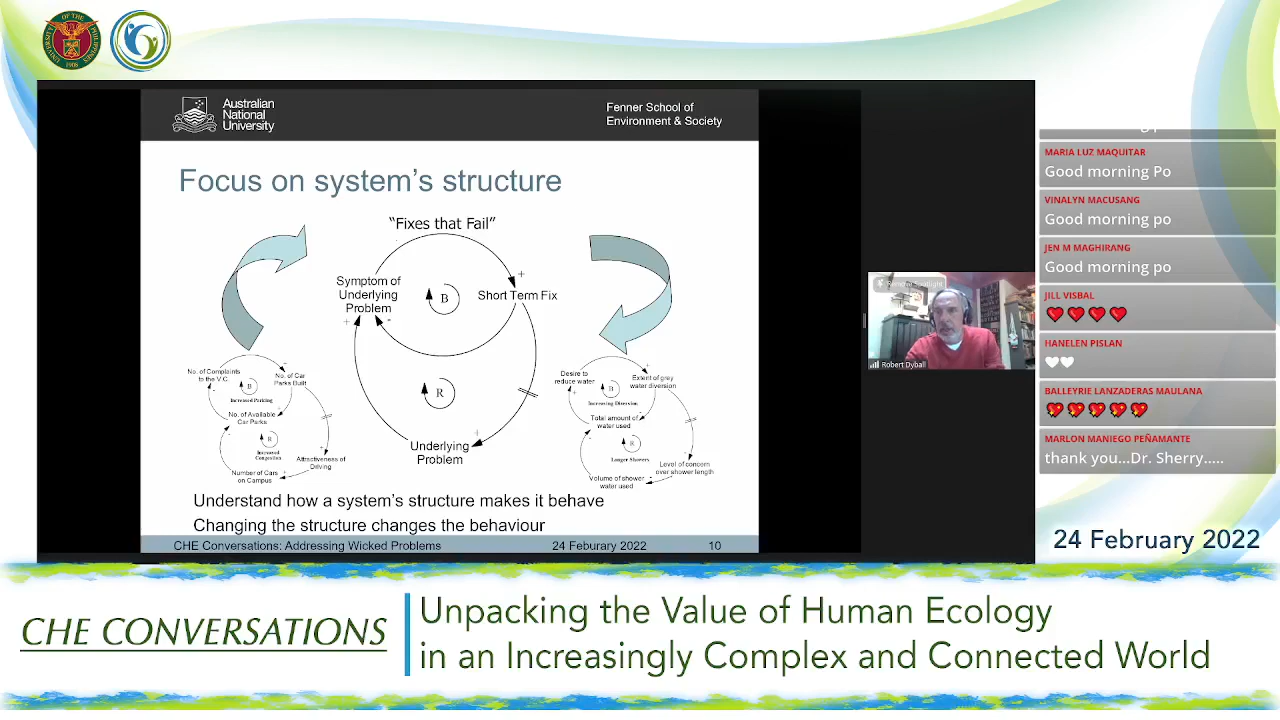 UNIVERSITY OF THE PHILIPPINES
1908
Australian
National
University
Fenner School of
Environment & Society
Focus on system's structure
"Fixes that Fail"
+
Symptom of
Underlying
Problem
Short Term Fix
B
+
-
R
+
Underlying
Problem
No. of Complaints
to the V C
No. of Car
Parks Built
B
Increased Parking
No. of Available
Car Parks
R
Increased
Congestion
Attractiveness of
Driving
Number of Cars
on Campus
Desire to
reduce water
Extent of grey
water diversion
B
Increasing Diversion
Total amount of
water used
R
Longer Showers
Level of concern
over shower length
Volume of shower
water used
Understand how a system's structure makes it behave
Changing the structure changes the behaviour
CHE Conversations: Addressing Wicked Problems
24 Feburary 2022
10
Robert Dyball
MARIA LUZ MAQUITAR
Good morning Po
VINALYN MACUSANG
Good morning po
JEN M MAGHIRANG
Good morning po
JILL VISBAL
HANELEN PISLAN
BALLEYRIE LANZADERAS MAULANA
MARLON MANIEGO PEÑAMANTE
thank you...Dr. Sherry.....
24 February 2022
CHE CONVERSATIONS
Unpacking the Value of Human Ecology
in an Increasingly Complex and Connected World